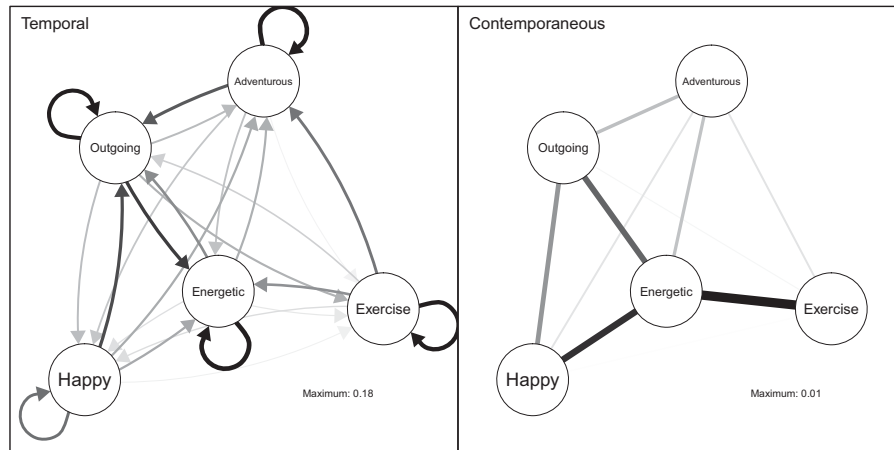 Temporal
Adventurous
Outgoing
Energetic
Exercise
Happy
Maximum: 0.18
Contemporaneous
Adventurous
Outgoing
Energetic
Exercise
Happy
Maximum: 0.01